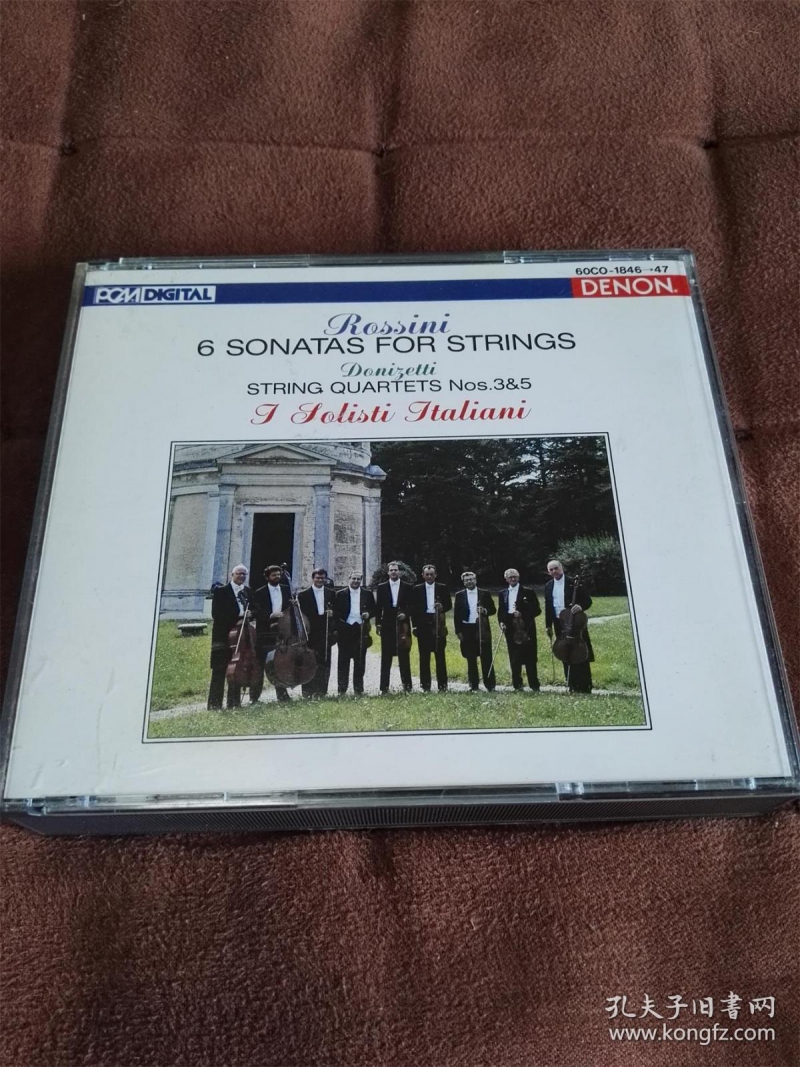 60CO-1846→47
PCM DIGITAL
DENON.
Rossini
6 SONATAS FOR STRINGS
Donizetti
STRING QUARTETS Nos.3&5
I Solisti Italiani
孔夫子旧书网
www.kongfz.com